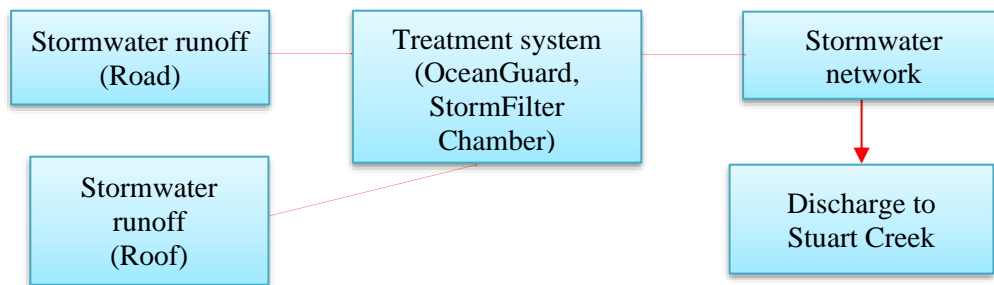 Stormwater runoff
(Road)
Treatment system
(OceanGuard,
StormFilter
Chamber)
Stormwater
network
Stormwater
runoff
(Roof)
Discharge to
Stuart Creek